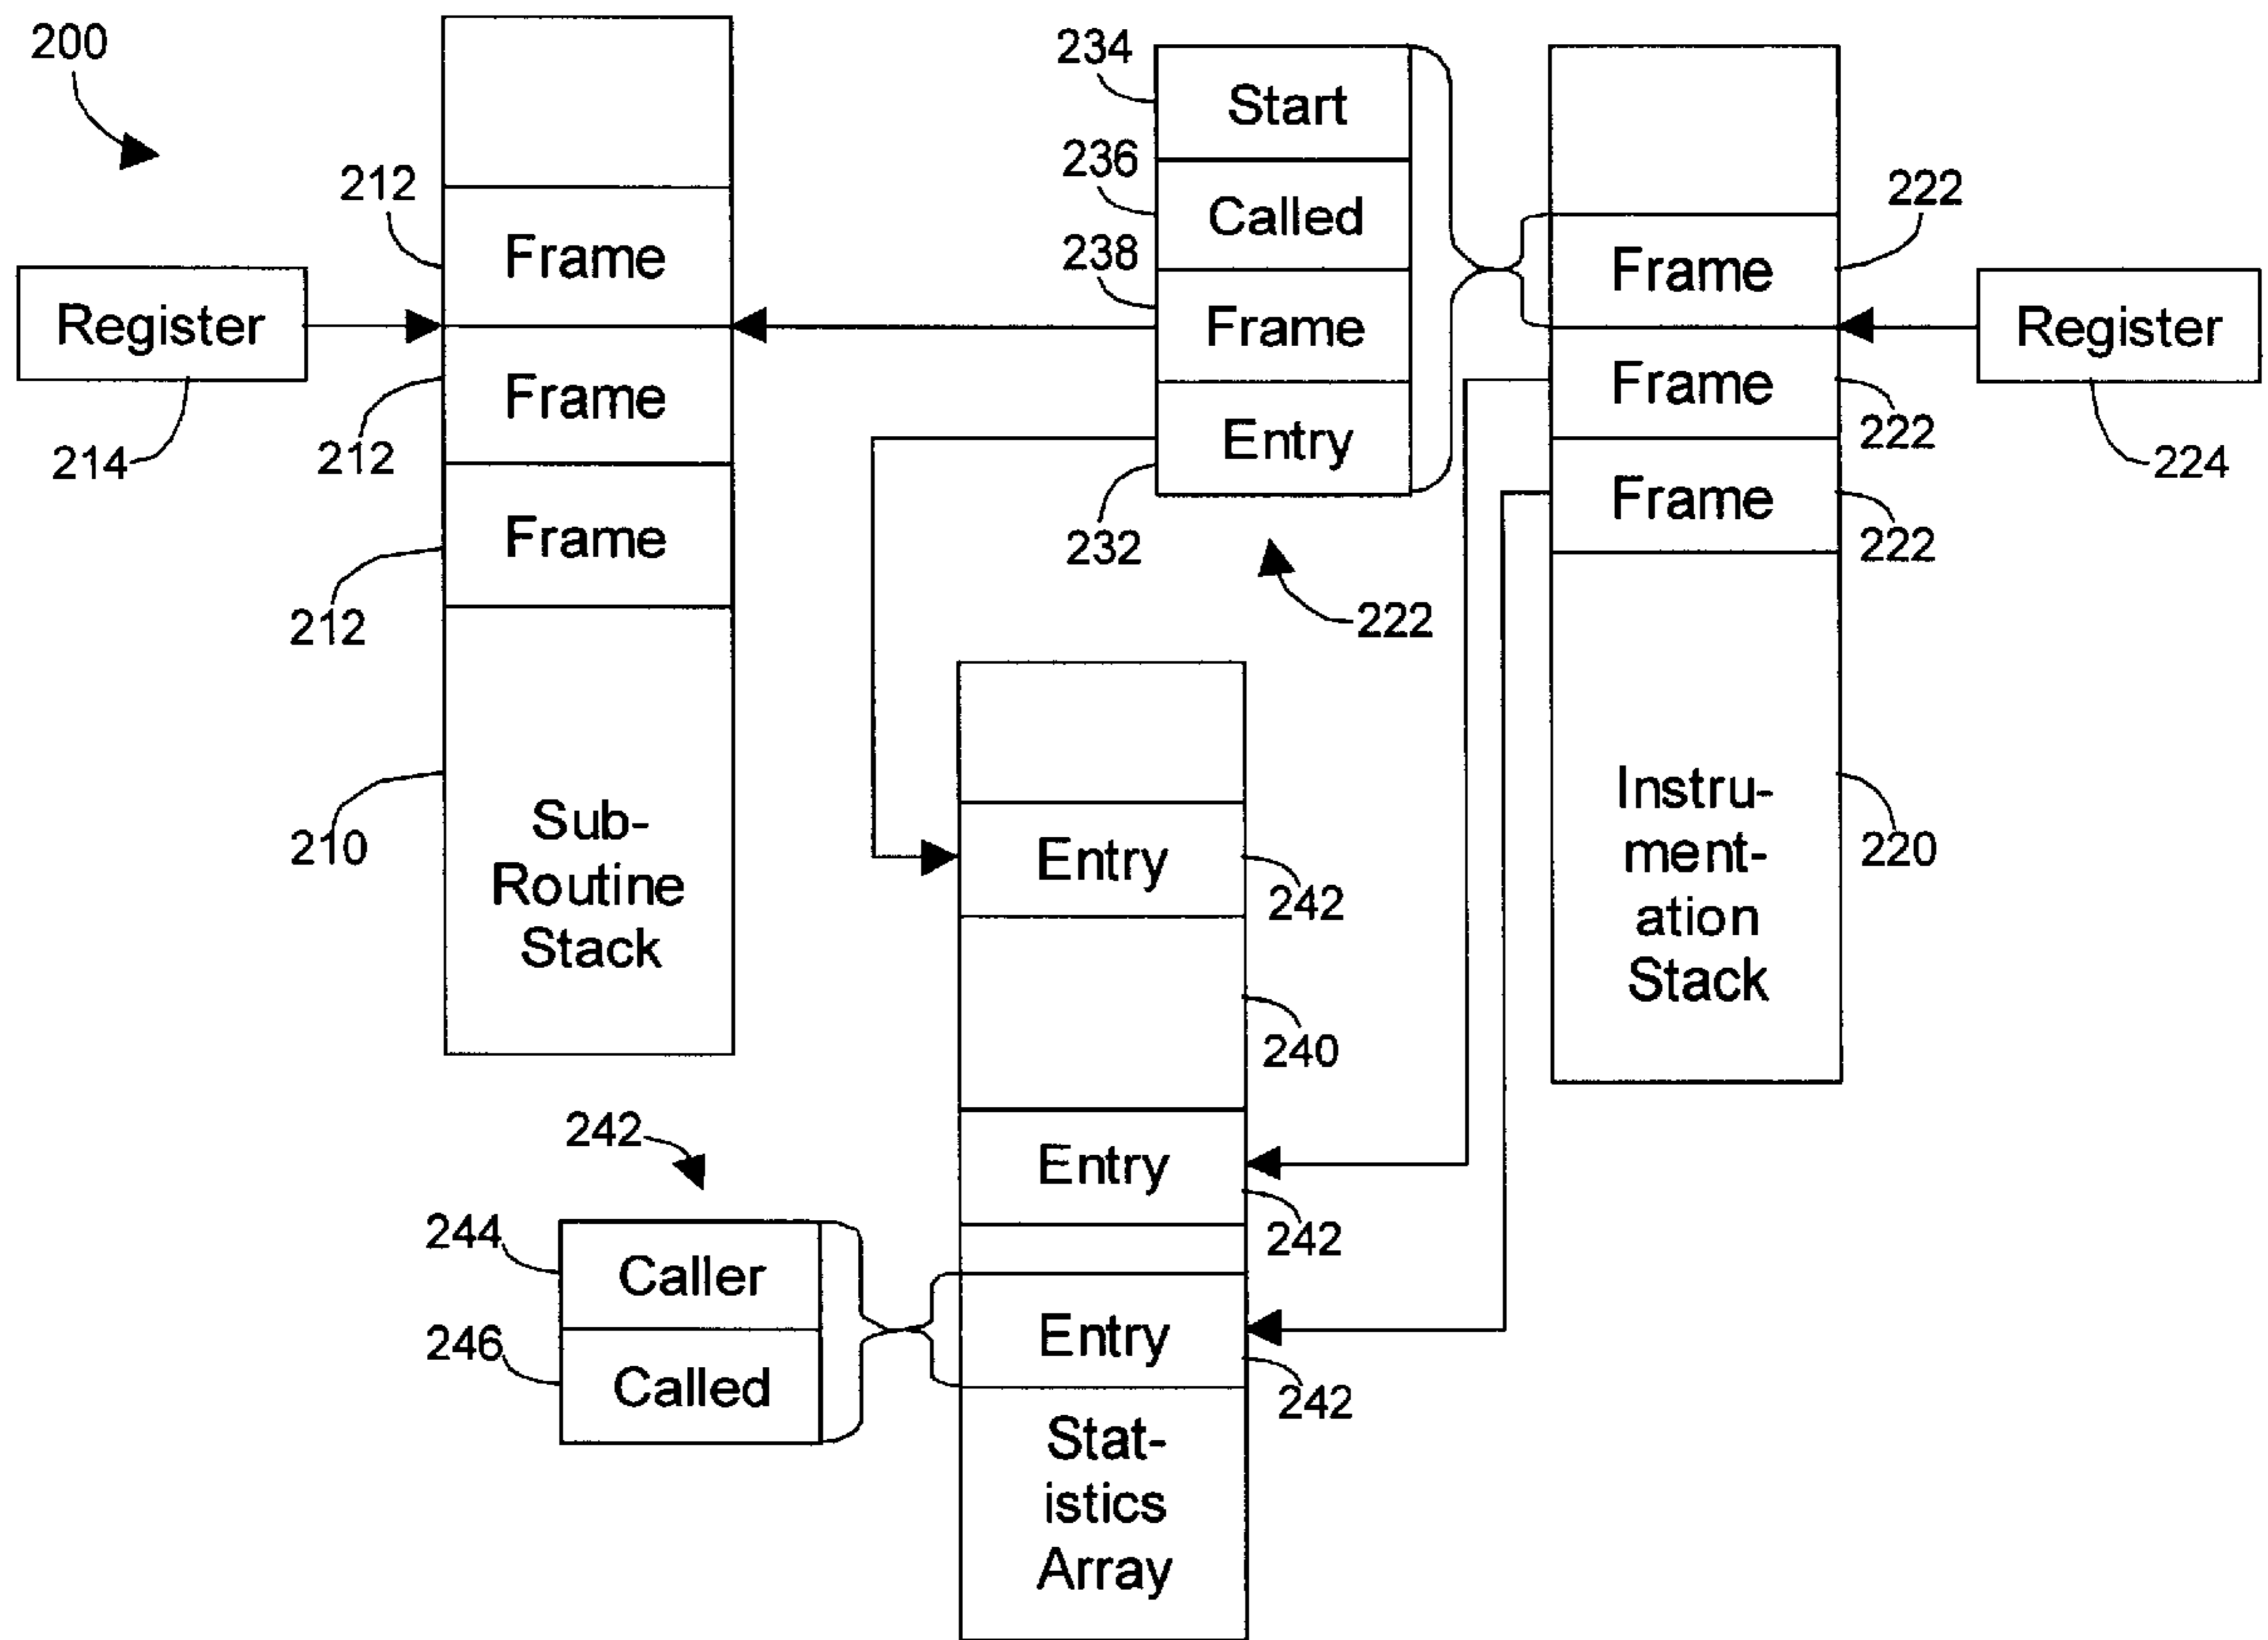 200
234
Start
236
Called
212
222
238
Frame
Frame
Register
Frame
Register
Frame
Frame
Entry
214
212
222
224
Frame
Frame
232
222
212
222
Sub-
Routine
Stack
210
Instru-
ment-
ation
Stack
220
Entry
242
240
242
Entry
242
244
Caller
246
Called
Entry
242
Stat-
istics
Array